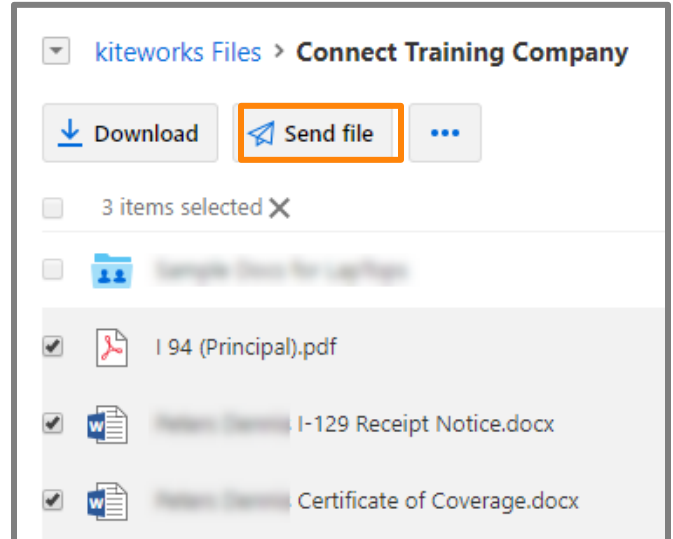 kiteworks Files > Connect Training Company
Download Send file •••
3 items selected ✕
I 94 (Principal).pdf
I-129 Receipt Notice.docx
Certificate of Coverage.docx